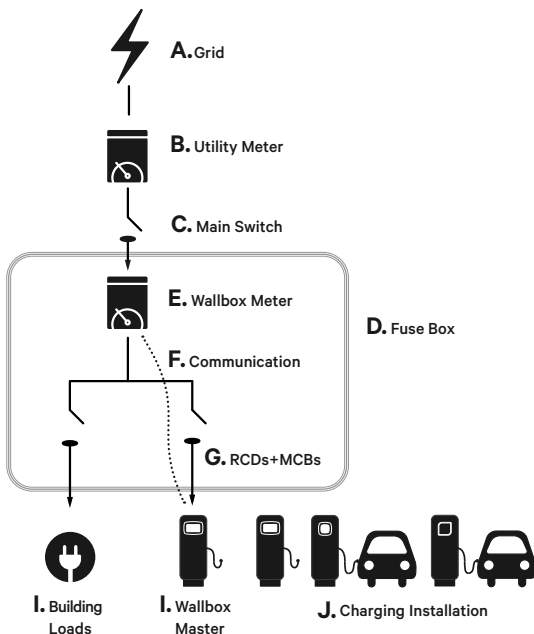 A. Grid
B. Utility Meter
C. Main Switch
E. Wallbox Meter
D. Fuse Box
F. Communication
G. RCDs+MCBs
I. Building
Loads
I. Wallbox
Master
J. Charging Installation